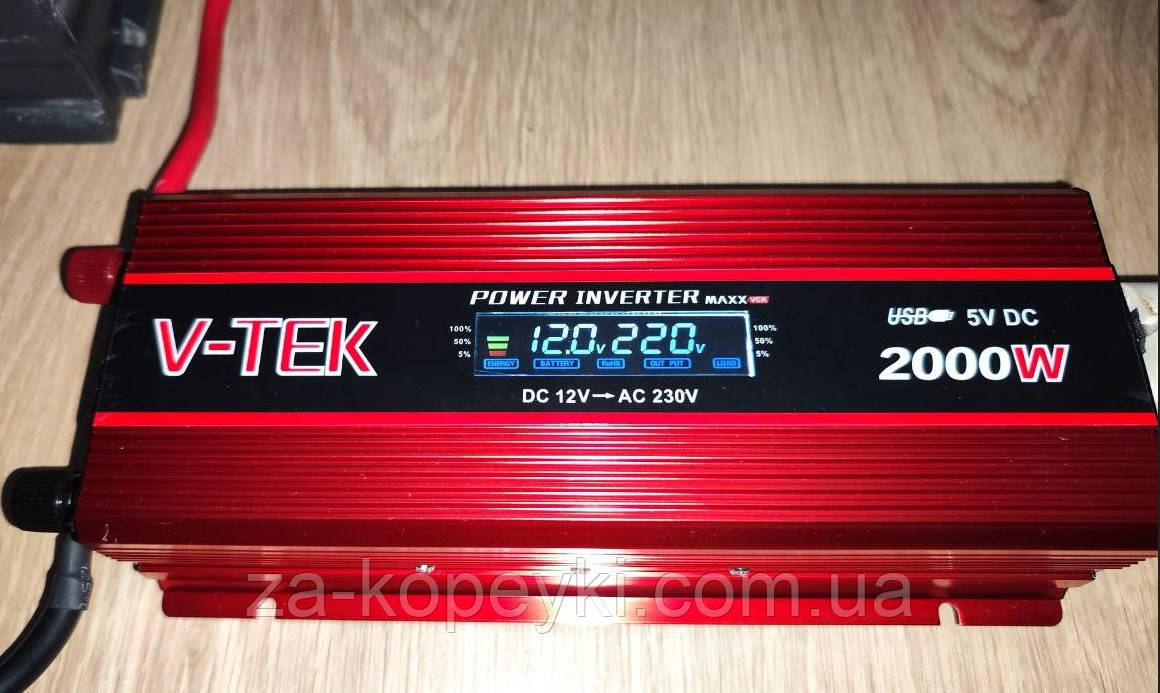 POWER INVERTER MAXX VCK
V-TEK
100%
50%
5%
12.0V 220V
ENERGY BATTERY RoHS OUT PUT LOAD
100%
50%
5%
DC 12V→AC 230V
USB 5V DC
2000W
za-kopeyki.com.ua